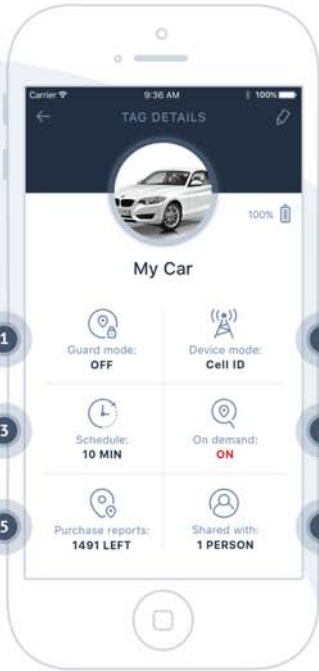 Carrier 9:36 AM 100%
TAG DETAILS
100%
My Car
1
Guard mode:
OFF
Device mode:
Cell ID
3
Schedule:
10 MIN
On demand:
ON
5
Purchase reports:
1491 LEFT
Shared with:
1 PERSON